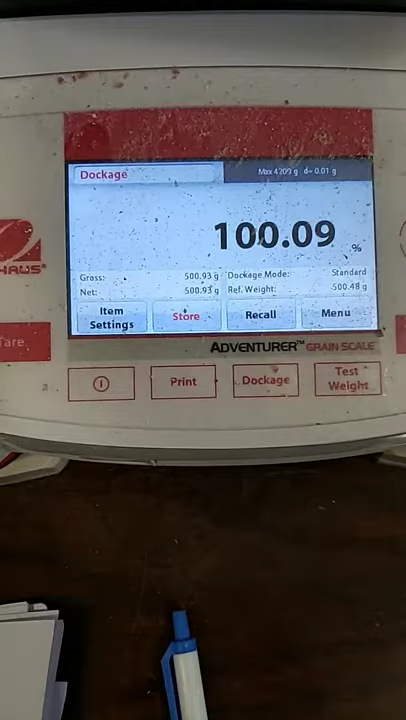 Dockage
Max 4200 g d= 0.01 g
100.09 %
Gross: 500.93 g Dockage Mode: Standard
Net: 500.93 g Ref. Weight: 500.48 g
Item Settings
Store
Recall
Menu
HAUS®
ADVENTURER™ GRAIN SCALE
Tare
Print
Dockage
Test Weight